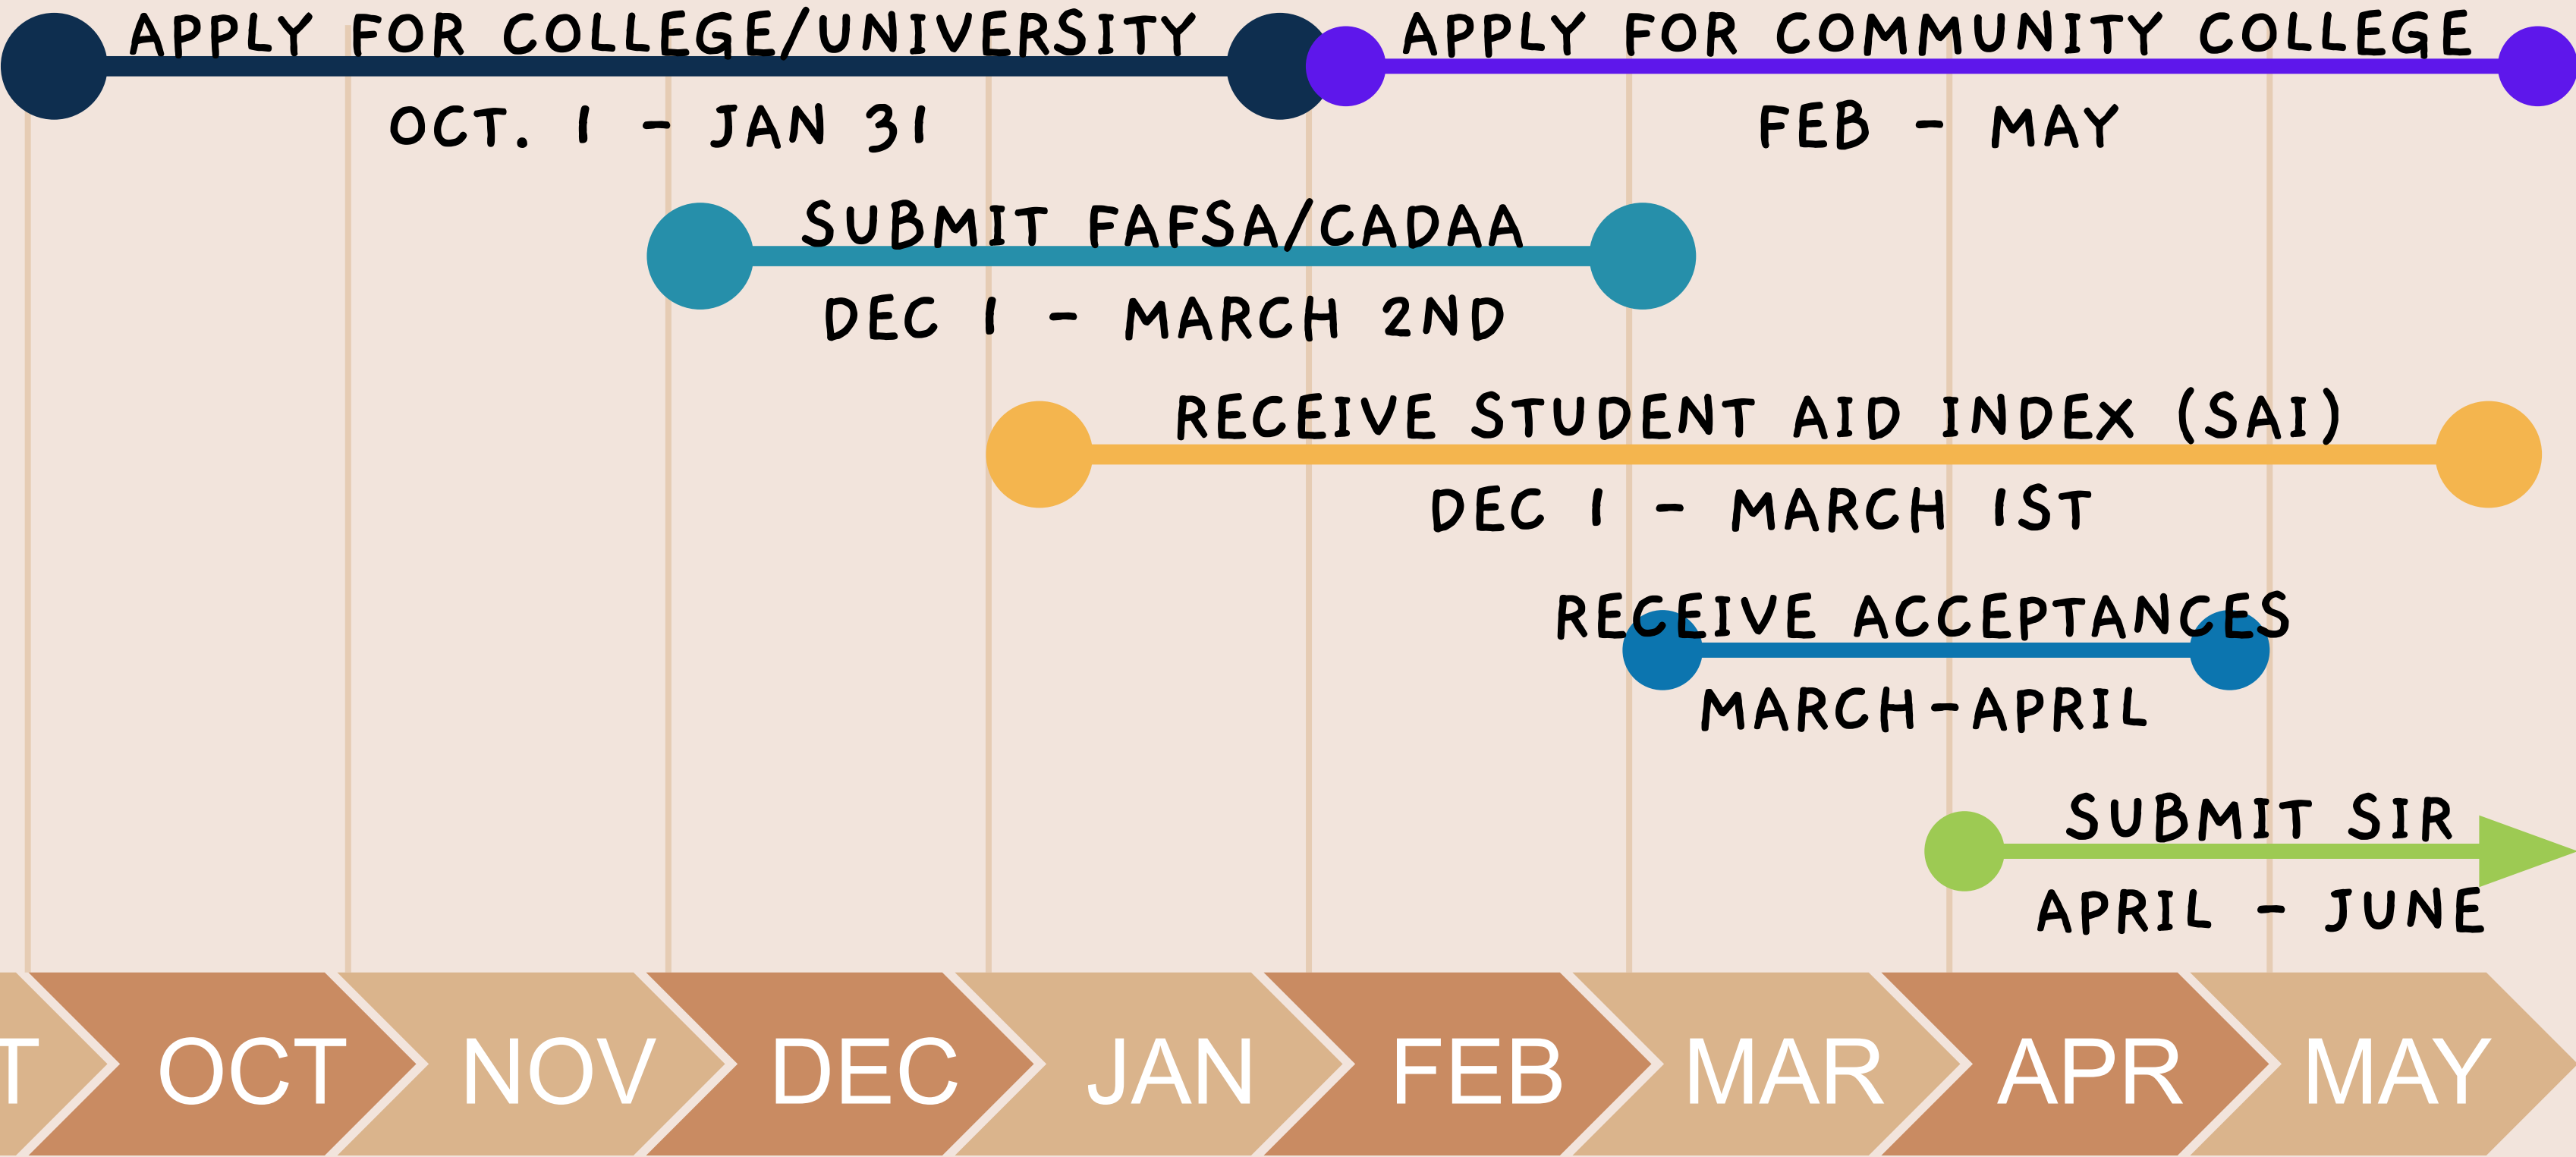 APPLY FOR COLLEGE/UNIVERSITY
APPLY FOR COMMUNITY COLLEGE
OCT. 1 - JAN 31
FEB - MAY
SUBMIT FAFSA/CADAA
DEC 1 - MARCH 2ND
RECEIVE STUDENT AID INDEX (SAI)
DEC 1 - MARCH 1ST
RECEIVE ACCEPTANCES
MARCH-APRIL
SUBMIT SIR
APRIL - JUNE
T OCT NOV DEC JAN FEB MAR APR MAY